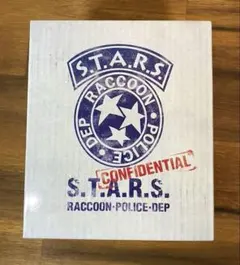 S.T.A.R.S.
RACCOON · POLICE · DEP
CONFIDENTIAL
S.T.A.R.S.
RACCOON·POLICE·DEP